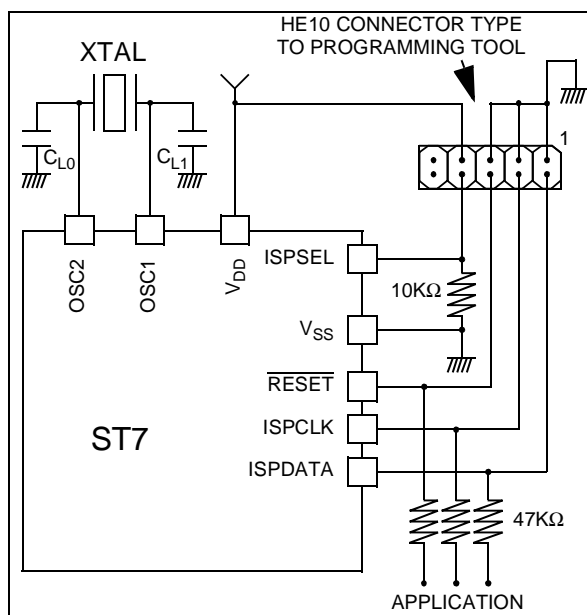 HE10 CONNECTOR TYPE
TO PROGRAMMING TOOL
XTAL
1
CL0
CL1
OSC2
OSC1
VDD
ISPSEL
10KΩ
VSS
RESET
ST7
ISPCLK
ISPDATA
47KΩ
APPLICATION